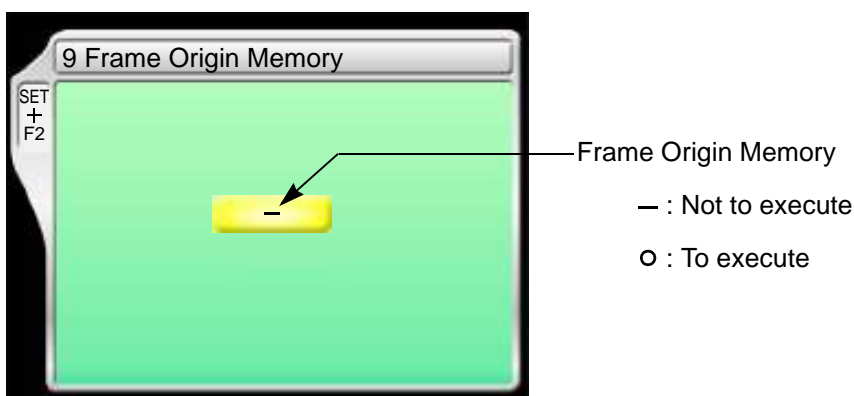 9 Frame Origin Memory
SET
+
F2
–
Frame Origin Memory
– : Not to execute
○ : To execute